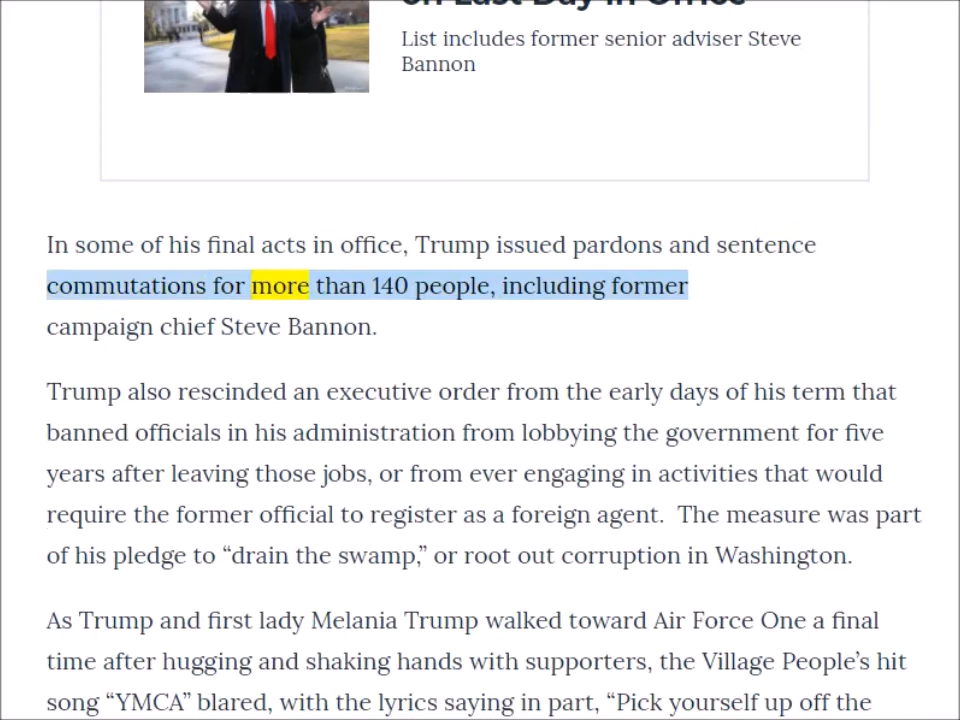 on Last Day in Office
List includes former senior adviser Steve
Bannon
In some of his final acts in office, Trump issued pardons and sentence
commutations for more than 140 people, including former
campaign chief Steve Bannon.
Trump also rescinded an executive order from the early days of his term that
banned officials in his administration from lobbying the government for five
years after leaving those jobs, or from ever engaging in activities that would
require the former official to register as a foreign agent.  The measure was part
of his pledge to “drain the swamp,” or root out corruption in Washington.
As Trump and first lady Melania Trump walked toward Air Force One a final
time after hugging and shaking hands with supporters, the Village People’s hit
song “YMCA” blared, with the lyrics saying in part, “Pick yourself up off the